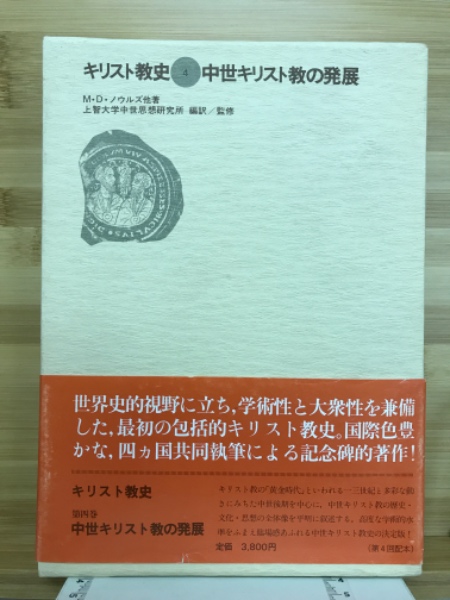 キリスト教史 4 中世キリスト教の発展
M・D・ノウルズ他著
上智大学中世思想研究所 編訳／監修
世界史的視野に立ち,学術性と大衆性を兼備
した,最初の包括的キリスト教史。国際色豊
かな,四ヵ国共同執筆による記念碑的著作!
キリスト教史
第四巻
中世キリスト教の発展
キリスト教の「黄金時代」といわれる一三世紀と多彩な動
きにみちた中世後期を中心に,中世キリスト教の歴史・
文化・思想の全体像を平明に叙述する。高度な学術的水
準をふまえ臨場感あふれる中世キリスト教史の決定版!
定価 3,800円
(第4回配本)